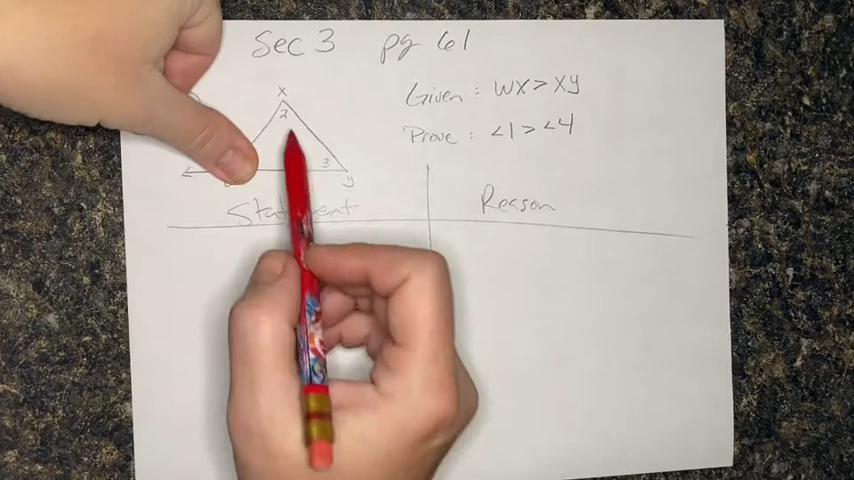 Sec 3 pg 61
Given : WX > XY
Prove : <1 > <4
X
2
3
Y
Statement Reason